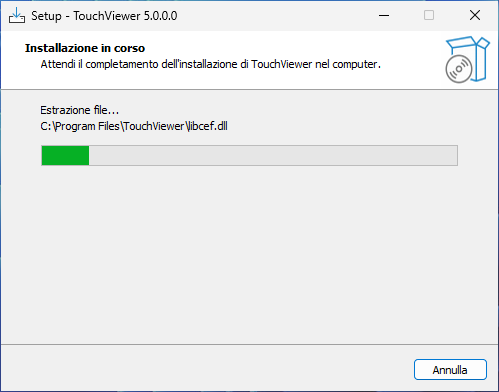 Setup - TouchViewer 5.0.0.0
Installazione in corso
Attendi il completamento dell'installazione di TouchViewer nel computer.
Estrazione file...
C:\Program Files\TouchViewer\libcef.dll
Annulla